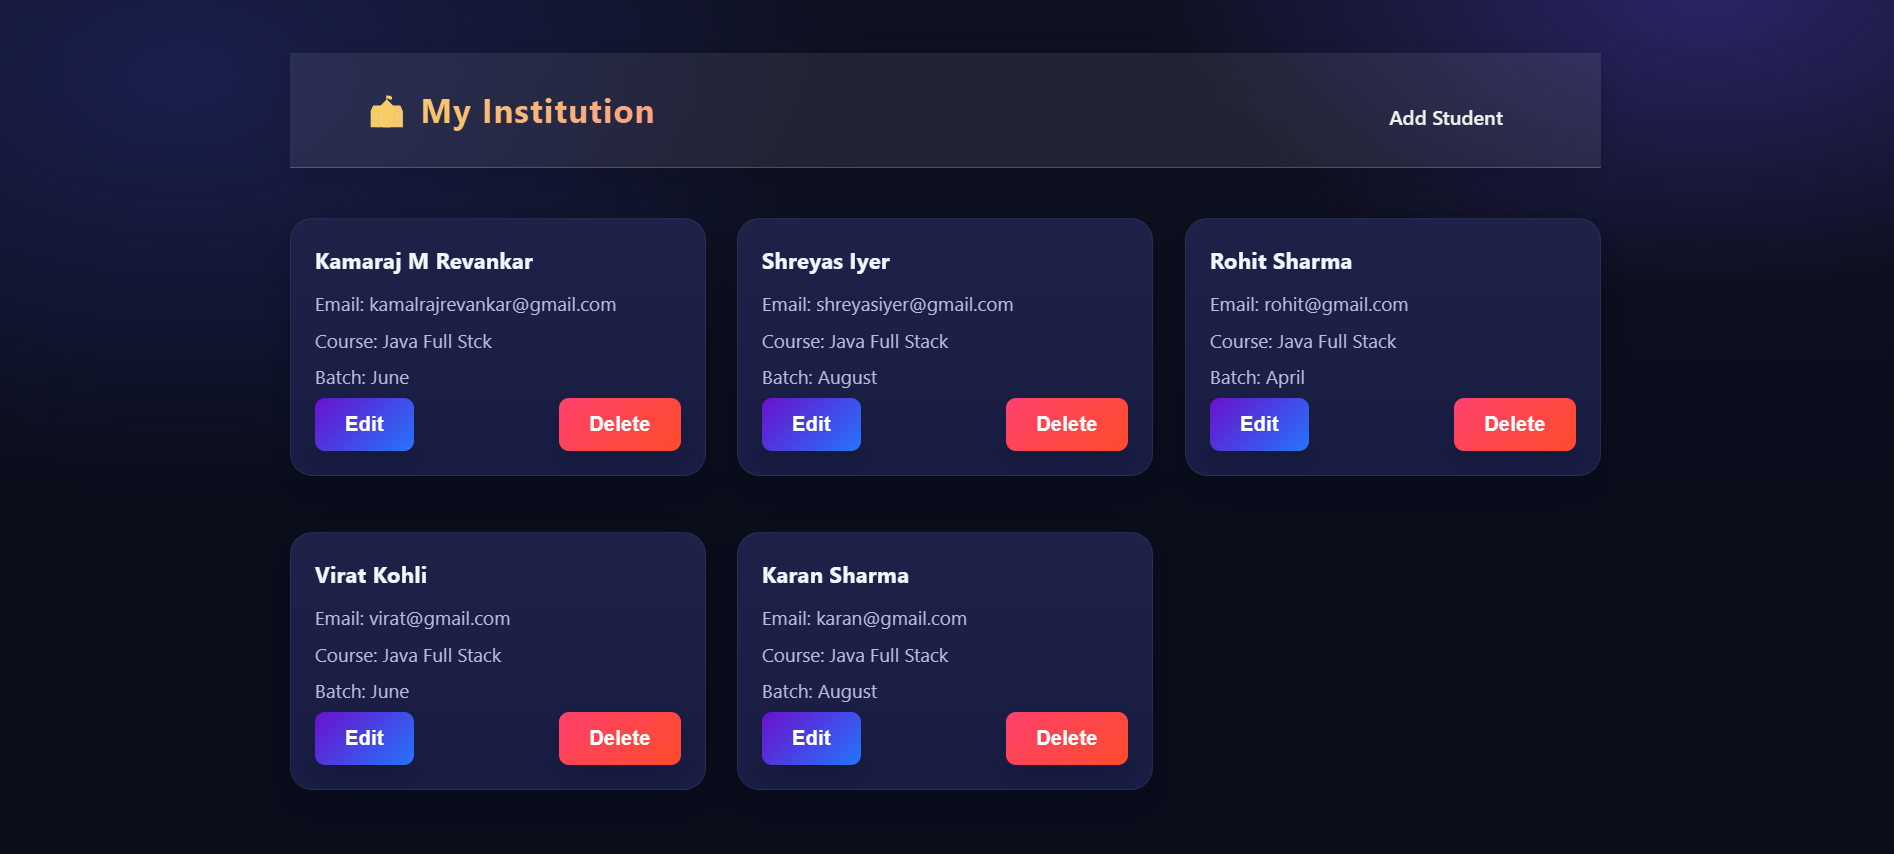 My Institution
Add Student
Kamaraj M Revankar
Email: kamalrajrevankar@gmail.com
Course: Java Full Stck
Batch: June
Edit
Delete
Shreyas Iyer
Email: shreyasiyer@gmail.com
Course: Java Full Stack
Batch: August
Edit
Delete
Rohit Sharma
Email: rohit@gmail.com
Course: Java Full Stack
Batch: April
Edit
Delete
Virat Kohli
Email: virat@gmail.com
Course: Java Full Stack
Batch: June
Edit
Delete
Karan Sharma
Email: karan@gmail.com
Course: Java Full Stack
Batch: August
Edit
Delete